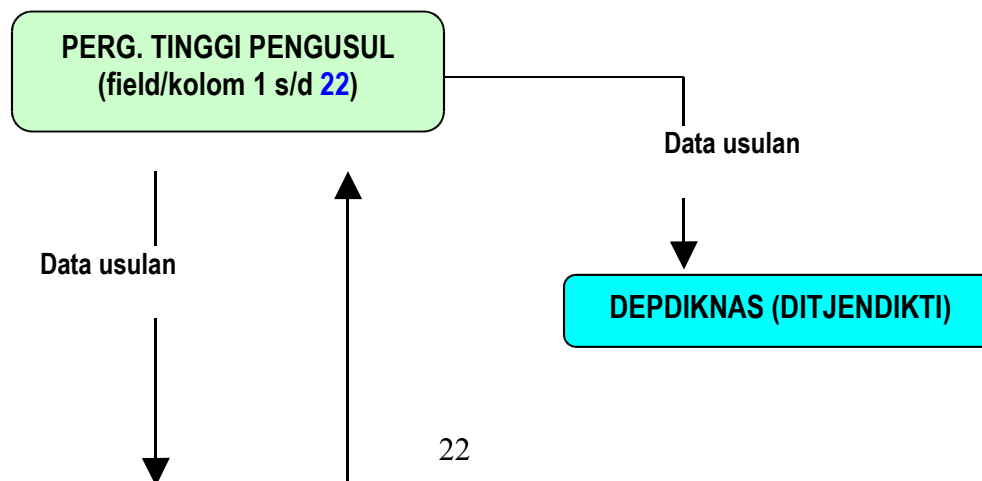 PERG. TINGGI PENGUSUL
(field/kolom 1 s/d 22)
Data usulan
Data usulan
DEPDIKNAS (DITJENDIKTI)
22